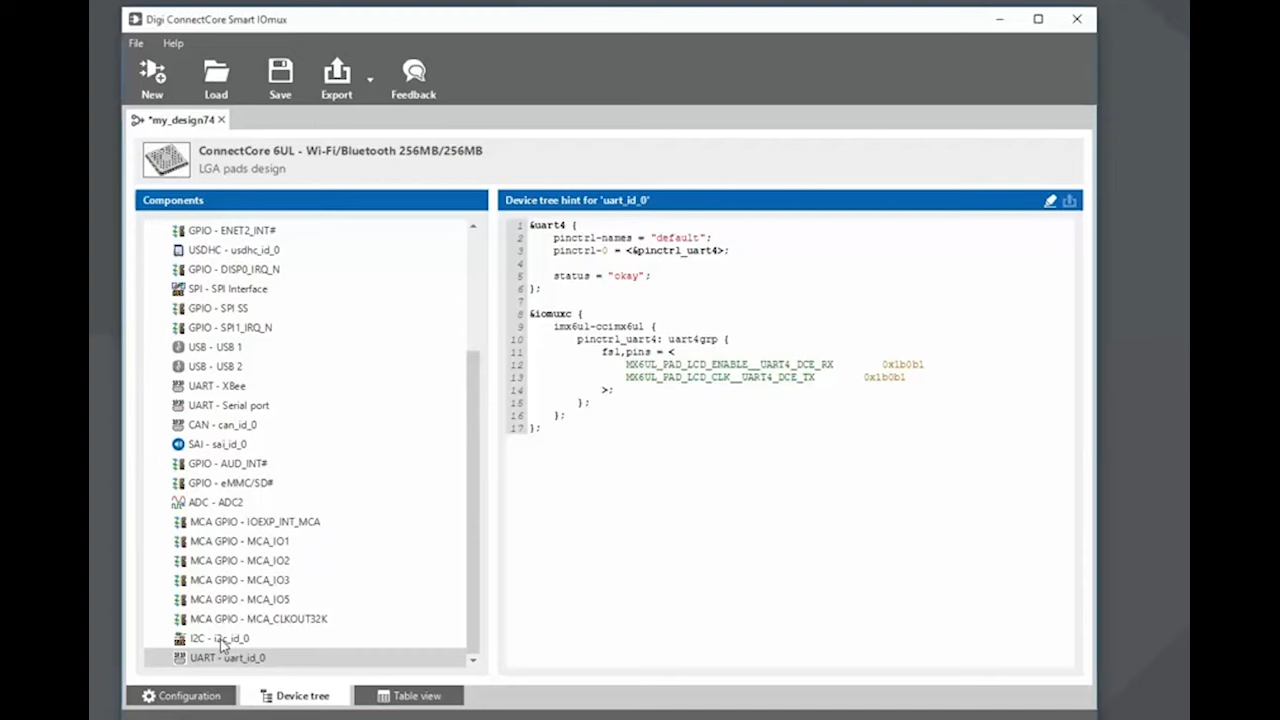 Digi ConnectCore Smart IOmux
File Help
New Load Save Export Feedback
*my_design74
ConnectCore 6UL - Wi-Fi/Bluetooth 256MB/256MB
LGA pads design
Components
GPIO - ENET2_INT#
USDHC - usdhc_id_0
GPIO - DISP0_IRQ_N
SPI - SPI Interface
GPIO - SPI SS
GPIO - SPI1_IRQ_N
USB - USB 1
USB - USB 2
UART - XBee
UART - Serial port
CAN - can_id_0
SAI - sai_id_0
GPIO - AUD_INT#
GPIO - eMMC/SD#
ADC - ADC2
MCA GPIO - IOEXP_INT_MCA
MCA GPIO - MCA_IO1
MCA GPIO - MCA_IO2
MCA GPIO - MCA_IO3
MCA GPIO - MCA_IO5
MCA GPIO - MCA_CLKOUT32K
I2C - i2c_id_0
UART - uart_id_0
Device tree hint for 'uart_id_0'
1 &uart4 {
2 pinctrl-names = "default";
3 pinctrl-0 = <&pinctrl_uart4>;
4
5 status = "okay";
6 };
7
8 &iomuxc {
9 imx6ul-ccimx6ul {
10 pinctrl_uart4: uart4grp {
11 fsl,pins = <
12 MX6UL_PAD_LCD_ENABLE__UART4_DCE_RX 0x1b0b1
13 MX6UL_PAD_LCD_CLK__UART4_DCE_TX 0x1b0b1
14 >;
15 };
16 };
17 };
Configuration Device tree Table view